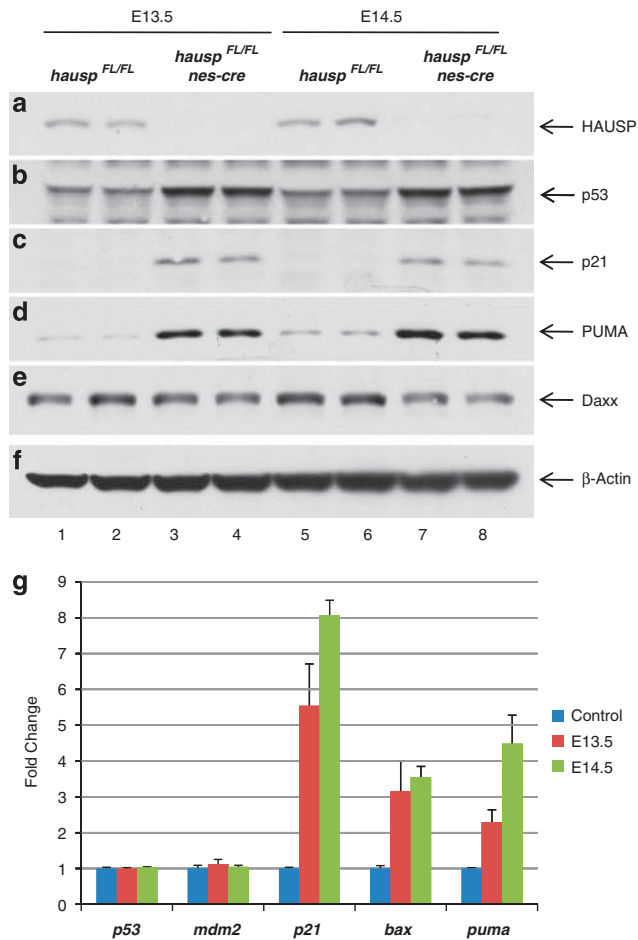 E13.5 E14.5
hausp FL/FL hausp FL/FL nes-cre hausp FL/FL hausp FL/FL nes-cre
a HAUSP
b p53
c p21
d PUMA
e Daxx
f β-Actin
1 2 3 4 5 6 7 8
g
9
8
7
6
5
4
3
2
1
0
Fold Change
p53 mdm2 p21 bax puma
Control
E13.5
E14.5